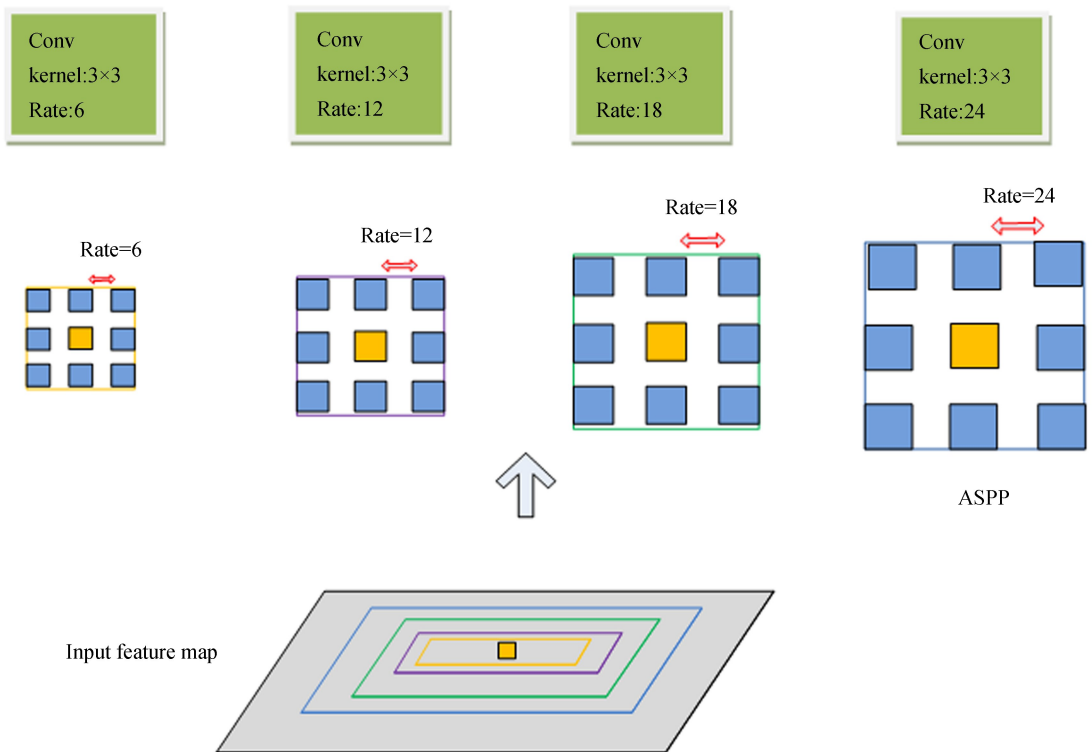 Conv
kernel:3×3
Rate:6
Conv
kernel:3×3
Rate:12
Conv
kernel:3×3
Rate:18
Conv
kernel:3×3
Rate:24
Rate=6
Rate=12
Rate=18
Rate=24
ASPP
Input feature map